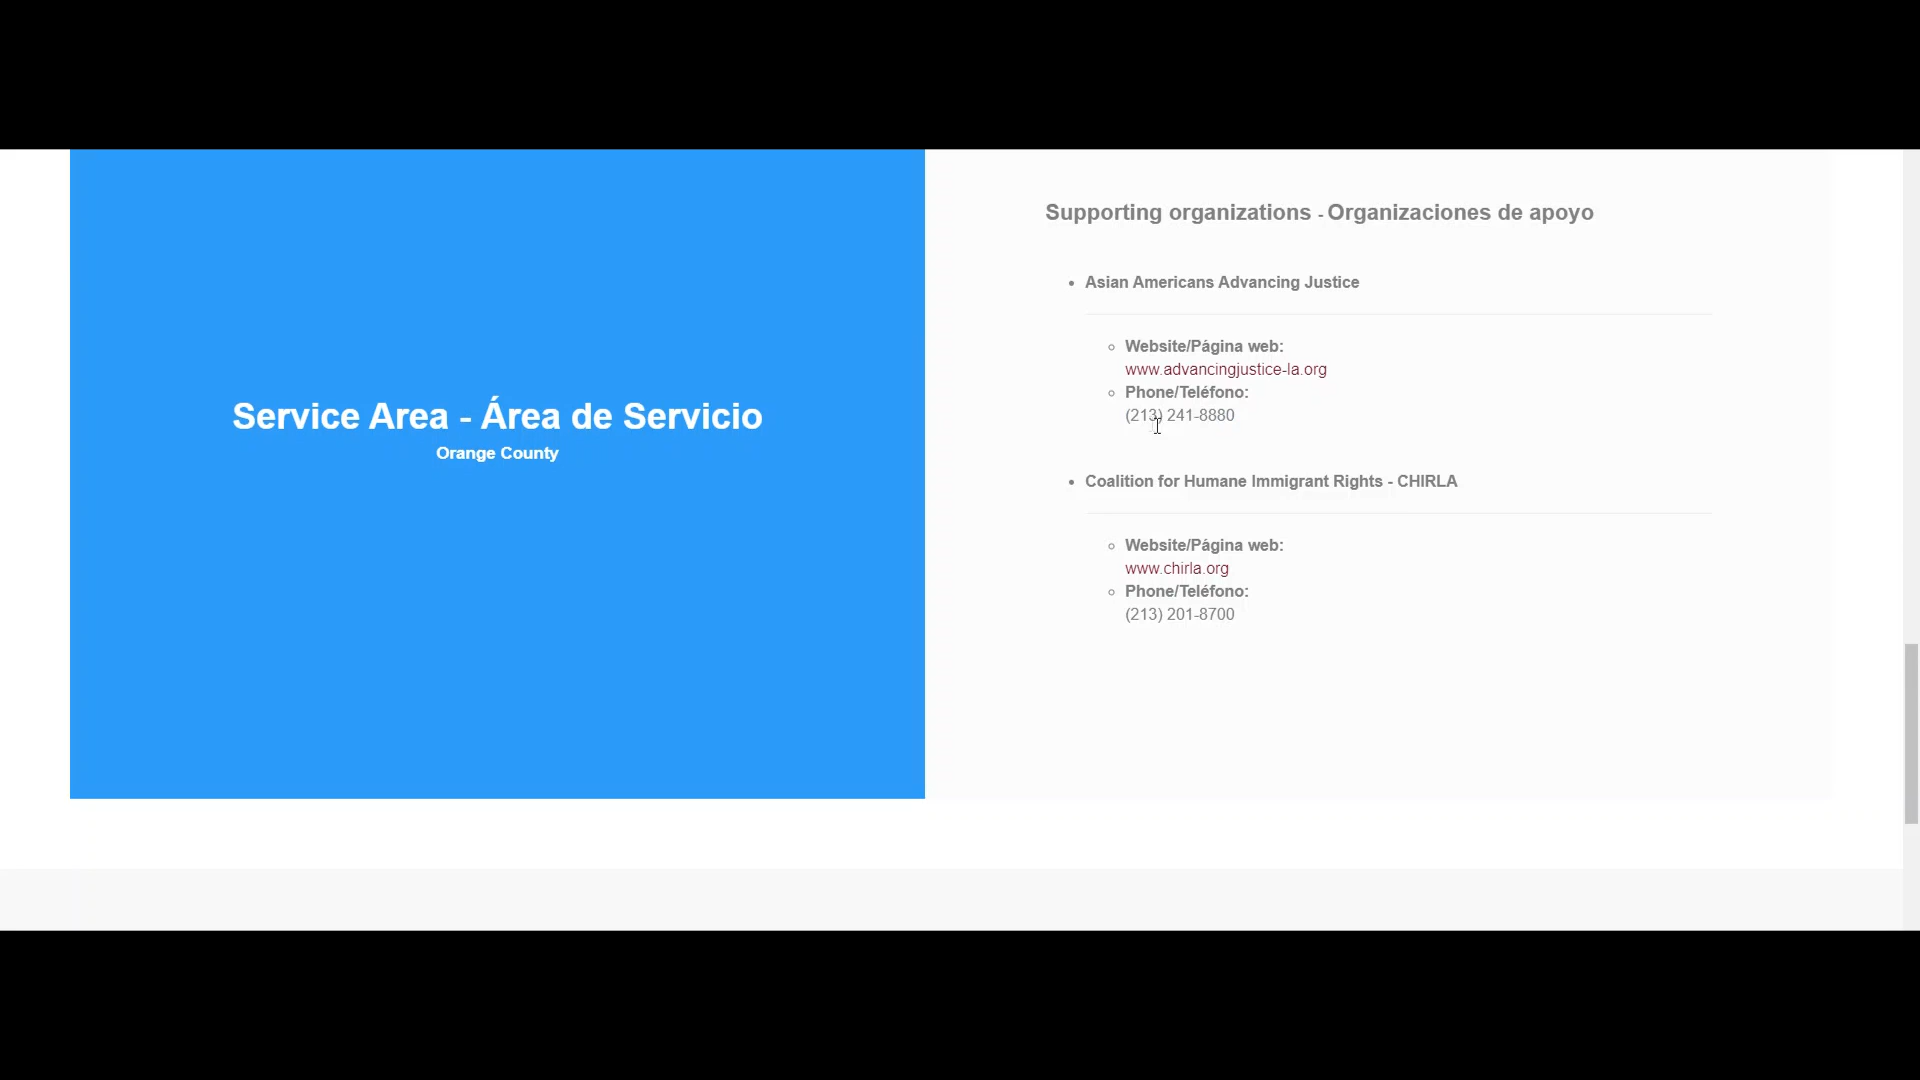 Service Area - Área de Servicio
Orange County
Supporting organizations - Organizaciones de apoyo
Asian Americans Advancing Justice
Website/Página web:
www.advancingjustice-la.org
Phone/Teléfono:
(213) 241-8880
Coalition for Humane Immigrant Rights - CHIRLA
Website/Página web:
www.chirla.org
Phone/Teléfono:
(213) 201-8700